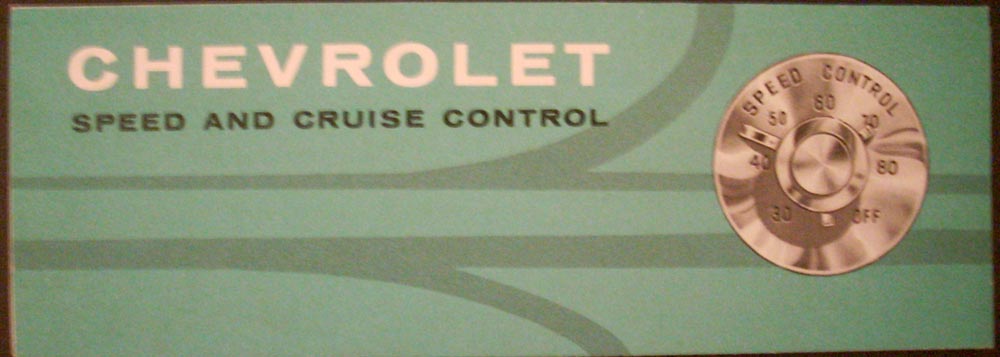 CHEVROLET
SPEED AND CRUISE CONTROL
SPEED CONTROL
30 40 50 60 70 80 OFF